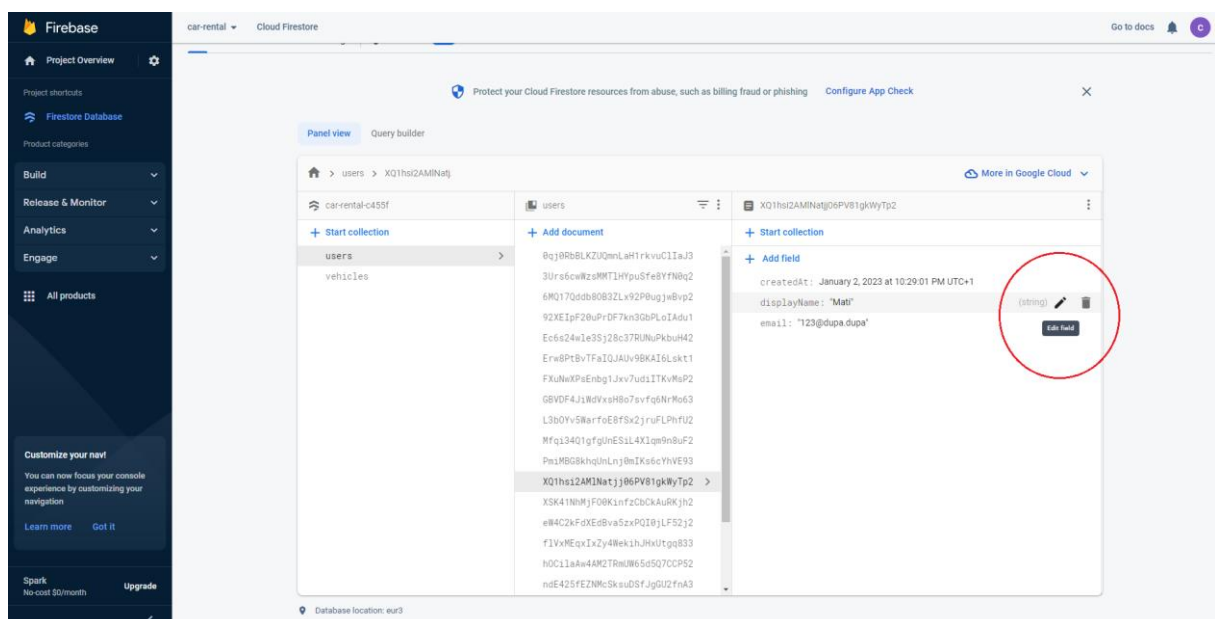 Firebase
car-rental
Cloud Firestore
Go to docs
C
Project Overview
Project shortcuts
Firestore Database
Product categories
Build
Release & Monitor
Analytics
Engage
All products
Customize your nav!
You can now focus your console
experience by customizing your
navigation
Learn more Got it
Spark
No-cost $0/month
Upgrade
Protect your Cloud Firestore resources from abuse, such as billing fraud or phishing Configure App Check
Panel view Query builder
> users > XQ1hsi2AMlNatj.
More in Google Cloud
car-rental-c455f
+ Start collection
users
vehicles
users
+ Add document
0qj0RbBLKZUQmnLaH1rkvuClIaJ3
3Urs6cwWzsMMTlHYpuSfe8YfN0q2
6MQ17Qddb8OB3ZLx92P0ugjwBvp2
92XEIpF20uPrDF7kn3GbPLoIAdu1
Ec6s24wle3Sj28c37RUNuPkbuH42
Erw8PtBvTFaIQJAUv9BKAI6Lskt1
FXuNwXPsEnbg1Jxv7udiITKvMsP2
GBVDF4JiWdVxsH8o7svfq6NrMo63
L3bOYv5WarfoE8fSx2jruFLPhfU2
Mfqi34Q1gfgUnESiL4Xlqm9n8uF2
PmiMBG8khqUnLnj0mIKs6cYhVE93
XQ1hsi2AMlNatjj06PV81gkWyTp2
XSK41NhMjFO0KinfzCbCkAuRKjh2
eW4C2kFdXEdBva5zxPQI0jLF52j2
flVxMEqxIxZy4WekihJHxUtgq833
hOCilaAw4AM2TRmUW65d5Q7CCP52
ndE425fEZNMcSksuDSfJgGU2fnA3
XQ1hsi2AMlNatjj06PV81gkWyTp2
+ Start collection
+ Add field
createdAt: January 2, 2023 at 10:29:01 PM UTC+1
displayName: "Mati"
(string)
email: "123@dupa.dupa"
Edit field
Database location: eur3